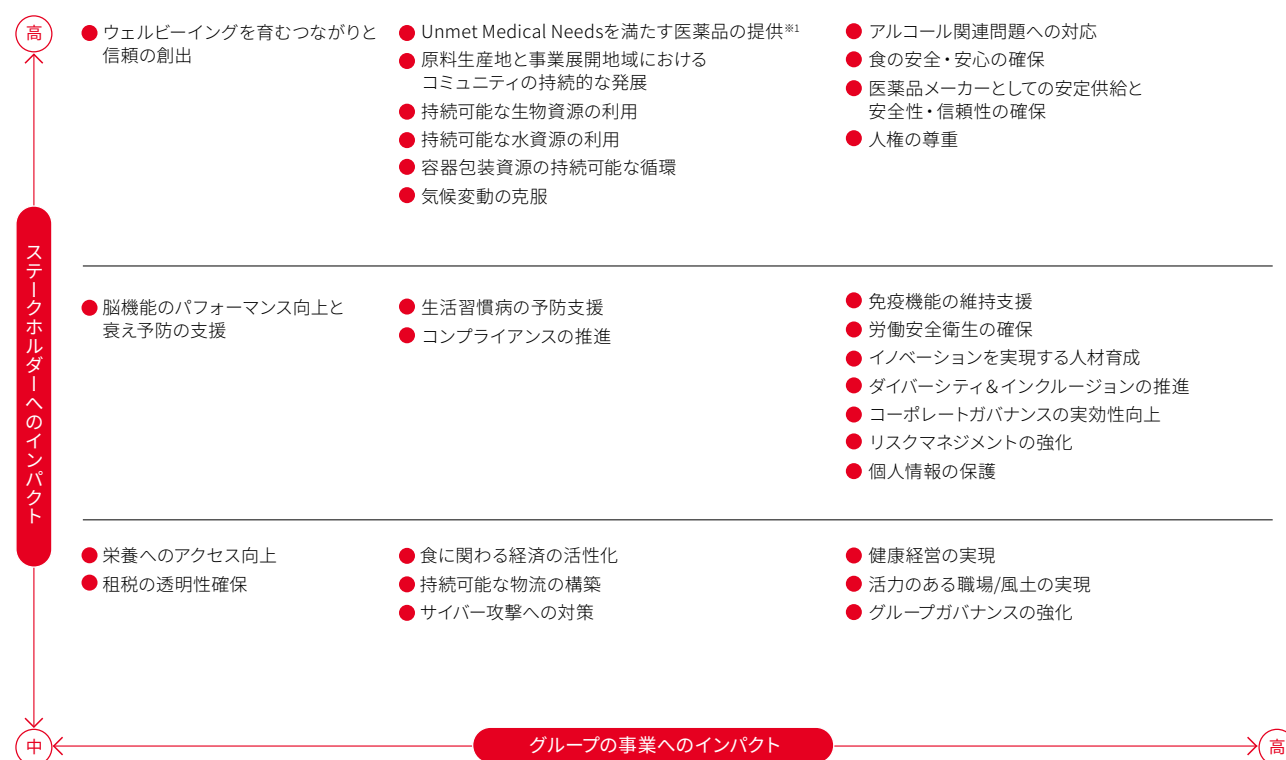 高
ステークホルダーへのインパクト
● ウェルビーイングを育むつながりと
信頼の創出
● Unmet Medical Needsを満たす医薬品の提供※1
● 原料生産地と事業展開地域における
コミュニティの持続的な発展
● 持続可能な生物資源の利用
● 持続可能な水資源の利用
● 容器包装資源の持続可能な循環
● 気候変動の克服
● アルコール関連問題への対応
● 食の安全・安心の確保
● 医薬品メーカーとしての安定供給と
安全性・信頼性の確保
● 人権の尊重
● 脳機能のパフォーマンス向上と
衰え予防の支援
● 生活習慣病の予防支援
● コンプライアンスの推進
● 免疫機能の維持支援
● 労働安全衛生の確保
● イノベーションを実現する人材育成
● ダイバーシティ&インクルージョンの推進
● コーポレートガバナンスの実効性向上
● リスクマネジメントの強化
● 個人情報の保護
● 栄養へのアクセス向上
● 租税の透明性確保
● 食に関わる経済の活性化
● 持続可能な物流の構築
● サイバー攻撃への対策
● 健康経営の実現
● 活力のある職場/風土の実現
● グループガバナンスの強化
中
グループの事業へのインパクト
高